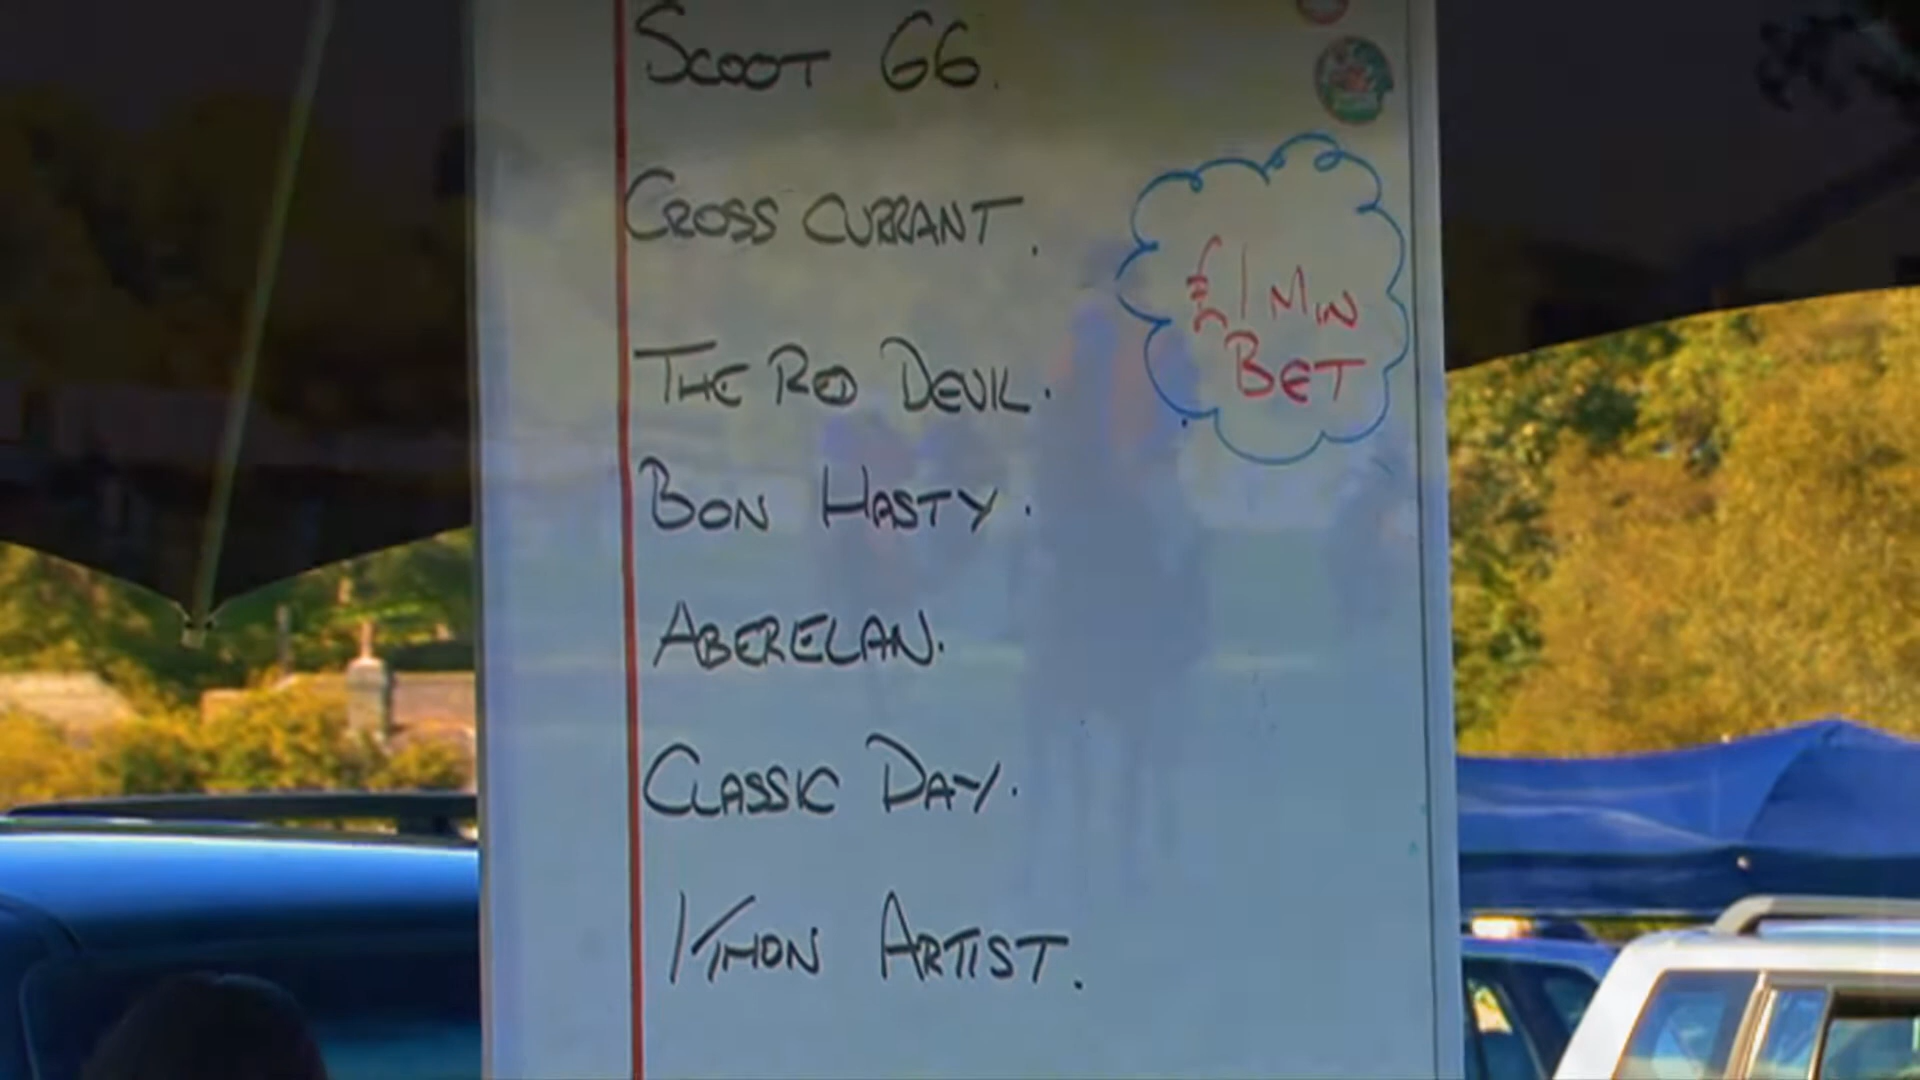 SCOOT 66.
CROSS CURRANT.
£1 MIN
BET
THE RED DEVIL.
BON HASTY.
ABERELAN.
CLASSIC DAY.
ARTIST.